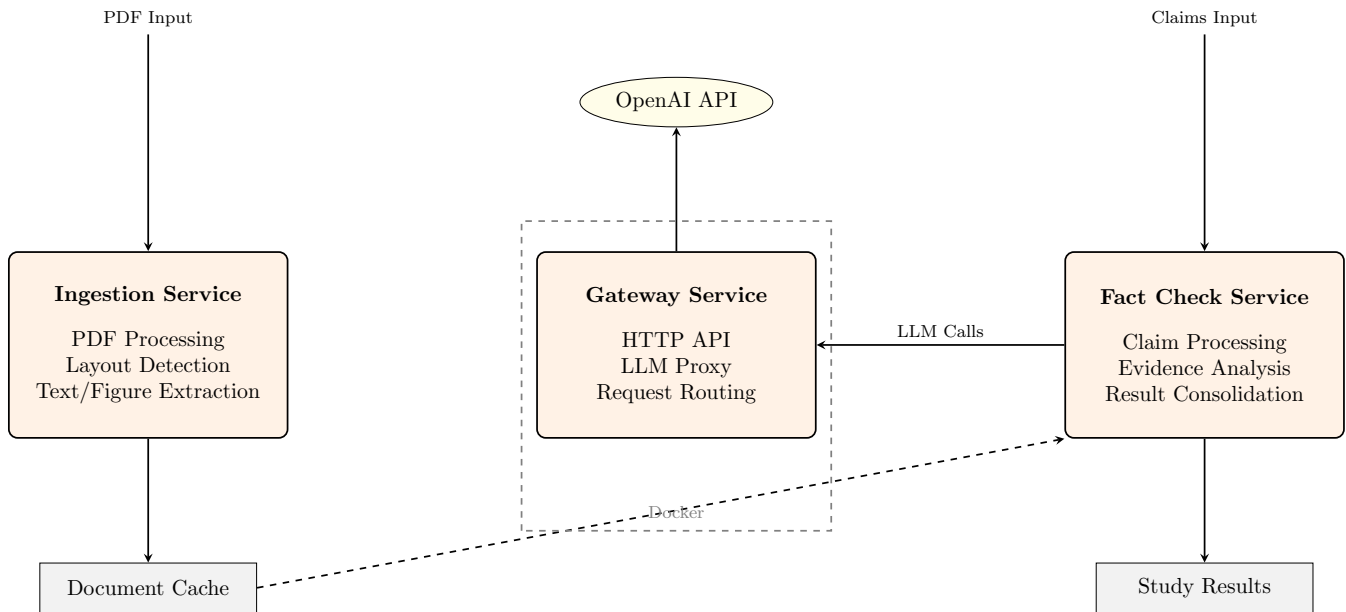 PDF Input
Claims Input
OpenAI API
Ingestion Service
PDF Processing
Layout Detection
Text/Figure Extraction
Gateway Service
HTTP API
LLM Proxy
Request Routing
LLM Calls
Fact Check Service
Claim Processing
Evidence Analysis
Result Consolidation
Docker
Document Cache
Study Results